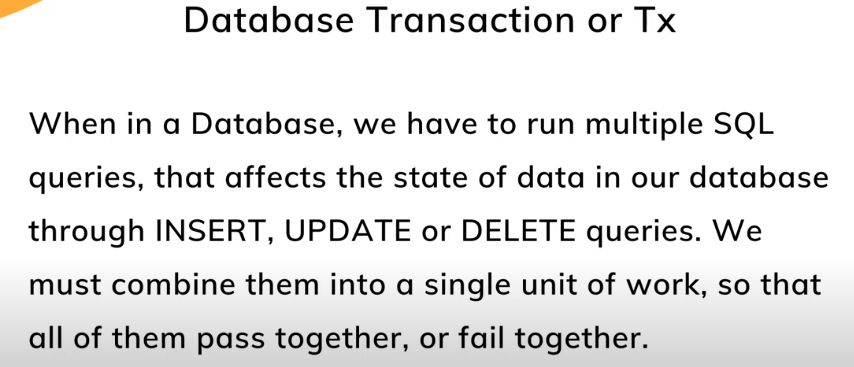 Database Transaction or Tx
When in a Database, we have to run multiple SQL
queries, that affects the state of data in our database
through INSERT, UPDATE or DELETE queries. We
must combine them into a single unit of work, so that
all of them pass together, or fail together.